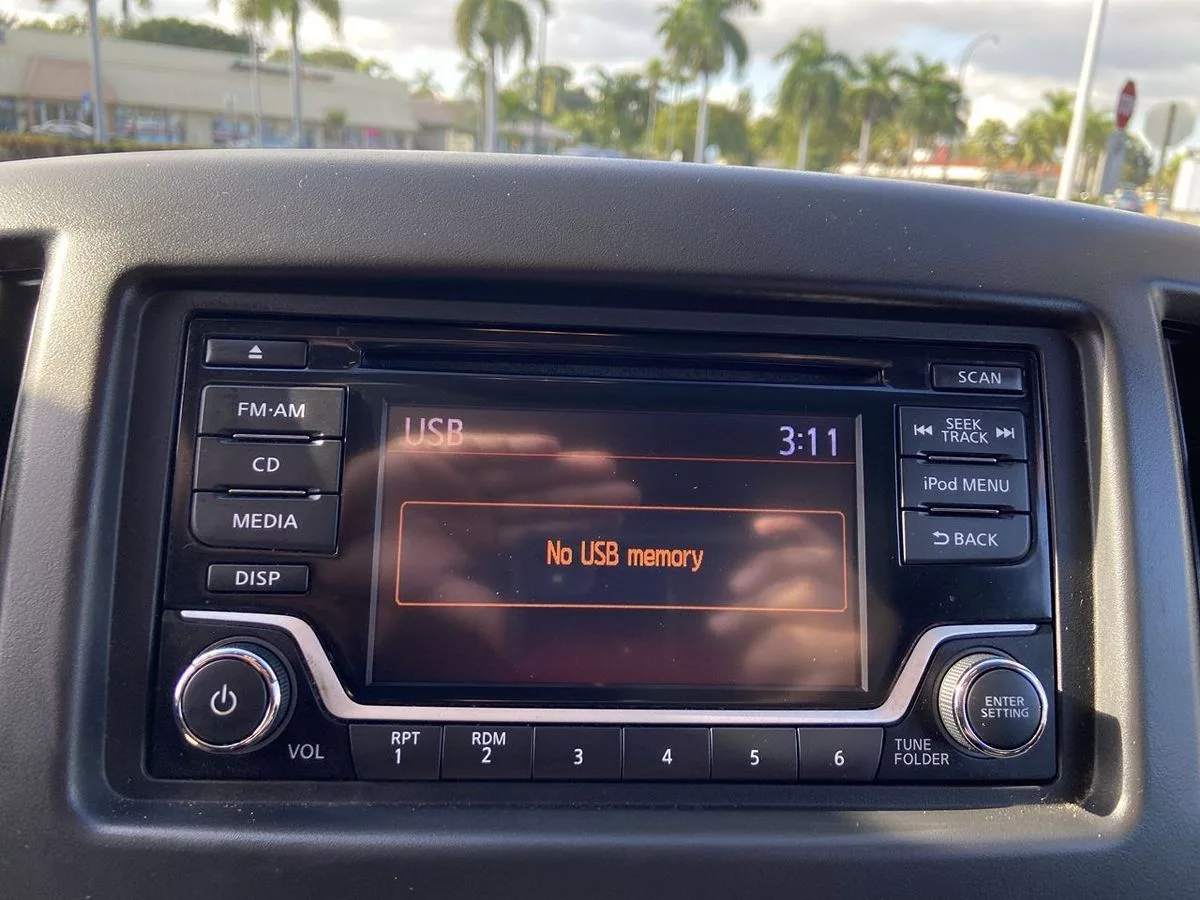 SCAN
FM·AM
CD
MEDIA
DISP
USB
3:11
No USB memory
SEEK
TRACK
iPod MENU
BACK
VOL
RPT
1
RDM
2
3
4
5
6
ENTER
SETTING
TUNE
FOLDER